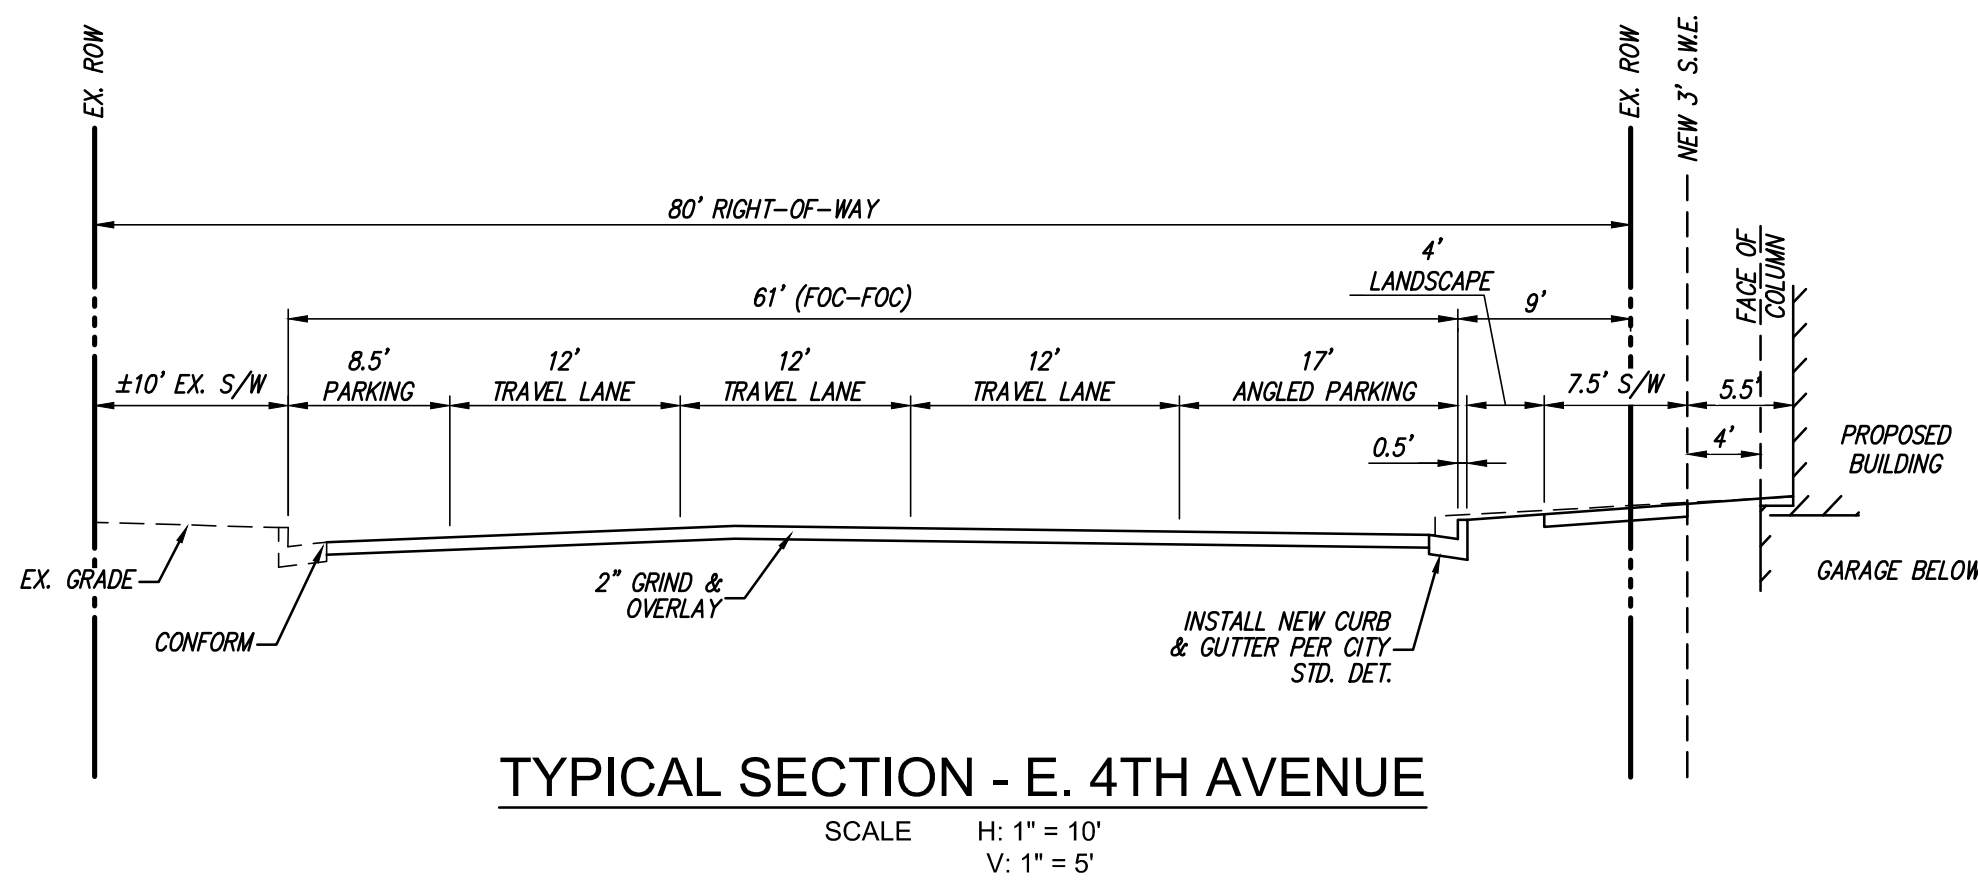 EX. ROW
EX. ROW
NEW 3' S.W.E.
80' RIGHT-OF-WAY
4'
LANDSCAPE
FACE OF
COLUMN
61' (FOC-FOC)
9'
±10' EX. S/W
8.5'
PARKING
12'
TRAVEL LANE
12'
TRAVEL LANE
12'
TRAVEL LANE
17'
ANGLED PARKING
7.5' S/W
5.5'
0.5'
4'
PROPOSED
BUILDING
EX. GRADE
CONFORM
2" GRIND &
OVERLAY
INSTALL NEW CURB
& GUTTER PER CITY
STD. DET.
GARAGE BELOW
TYPICAL SECTION - E. 4TH AVENUE
SCALE H: 1" = 10'
V: 1" = 5'